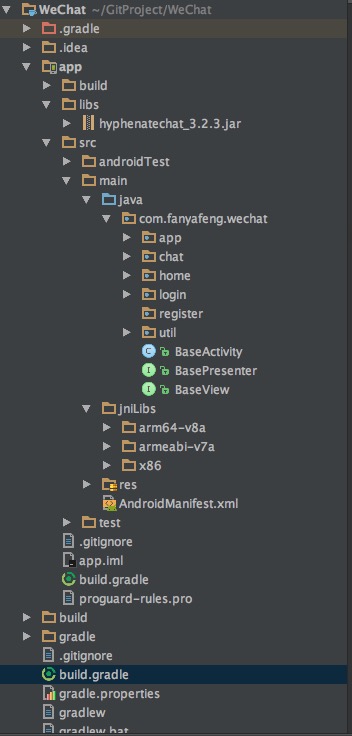 WeChat ~/GitProject/WeChat
.gradle
.idea
app
build
libs
hyphenatechat_3.2.3.jar
src
androidTest
main
java
com.fanyafeng.wechat
app
chat
home
login
register
util
C BaseActivity
I BasePresenter
I BaseView
jniLibs
arm64-v8a
armeabi-v7a
x86
res
AndroidManifest.xml
test
.gitignore
app.iml
build.gradle
proguard-rules.pro
build
gradle
.gitignore
build.gradle
gradle.properties
gradlew
gradlew.bat